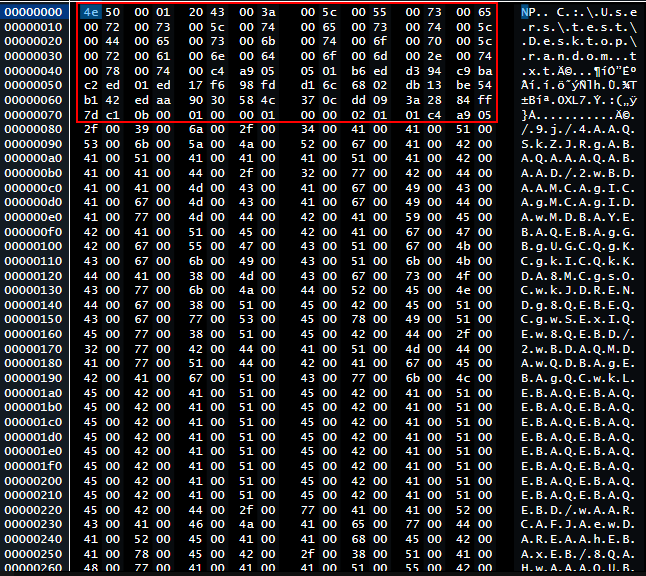 00000000 4e 50 00 01 20 43 00 3a 00 5c 00 55 00 73 00 65 NP.. C.:.\.U.s.e
00000010 00 72 00 73 00 5c 00 74 00 65 00 73 00 74 00 5c .r.s.\.t.e.s.t.\
00000020 00 44 00 65 00 73 00 6b 00 74 00 6f 00 70 00 5c .D.e.s.k.t.o.p.\
00000030 00 72 00 61 00 6e 00 64 00 6f 00 6d 00 2e 00 74 .r.a.n.d.o.m...t
00000040 00 78 00 74 00 c4 a9 05 05 01 b6 ed d3 94 c9 ba .x.t.Ä©...¶íÓ”Éº
00000050 c2 ed 01 ed 17 f6 98 fd d1 6c 68 02 db 13 be 54 Âí.í.ö˜ýÑlh.Û.¾T
00000060 b1 42 ed aa 90 30 58 4c 37 0c dd 09 3a 28 84 ff ±Bíª.0XL7.Ý.:(„ÿ
00000070 7d c1 0b 00 01 00 00 01 00 00 02 01 01 c4 a9 05 }Á...........Ä©.
00000080 2f 00 39 00 6a 00 2f 00 34 00 41 00 41 00 51 00 /.9.j./.4.A.A.Q.
00000090 53 00 6b 00 5a 00 4a 00 52 00 67 00 41 00 42 00 S.k.Z.J.R.g.A.B.
000000a0 41 00 51 00 41 00 41 00 41 00 51 00 41 00 42 00 A.Q.A.A.A.Q.A.B.
000000b0 41 00 41 00 44 00 2f 00 32 00 77 00 42 00 44 00 A.A.D./.2.w.B.D.
000000c0 41 00 41 00 4d 00 43 00 41 00 67 00 49 00 43 00 A.A.M.C.A.g.I.C.
000000d0 41 00 67 00 4d 00 43 00 41 00 67 00 49 00 44 00 A.g.M.C.A.g.I.D.
000000e0 41 00 77 00 4d 00 44 00 42 00 41 00 59 00 45 00 A.w.M.D.B.A.Y.E.
000000f0 42 00 41 00 51 00 45 00 42 00 41 00 67 00 47 00 B.A.Q.E.B.A.g.G.
00000100 42 00 67 00 55 00 47 00 43 00 51 00 67 00 4b 00 B.g.U.G.C.Q.g.K.
00000110 43 00 67 00 6b 00 49 00 43 00 51 00 6b 00 4b 00 C.g.k.I.C.Q.k.K.
00000120 44 00 41 00 38 00 4d 00 43 00 67 00 73 00 4f 00 D.A.8.M.C.g.s.O.
00000130 43 00 77 00 6b 00 4a 00 44 00 52 00 45 00 4e 00 C.w.k.J.D.R.E.N.
00000140 44 00 67 00 38 00 51 00 45 00 42 00 45 00 51 00 D.g.8.Q.E.B.E.Q.
00000150 43 00 67 00 77 00 53 00 45 00 78 00 49 00 51 00 C.g.w.S.E.x.I.Q.
00000160 45 00 77 00 38 00 51 00 45 00 42 00 44 00 2f 00 E.w.8.Q.E.B.D./.
00000170 32 00 77 00 42 00 44 00 41 00 51 00 4d 00 44 00 2.w.B.D.A.Q.M.D.
00000180 41 00 77 00 51 00 44 00 42 00 41 00 67 00 45 00 A.w.Q.D.B.A.g.E.
00000190 42 00 41 00 67 00 51 00 43 00 77 00 6b 00 4c 00 B.A.g.Q.C.w.k.L.
000001a0 45 00 42 00 41 00 51 00 45 00 42 00 41 00 51 00 E.B.A.Q.E.B.A.Q.
000001b0 45 00 42 00 41 00 51 00 45 00 42 00 41 00 51 00 E.B.A.Q.E.B.A.Q.
000001c0 45 00 42 00 41 00 51 00 45 00 42 00 41 00 51 00 E.B.A.Q.E.B.A.Q.
000001d0 45 00 42 00 41 00 51 00 45 00 42 00 41 00 51 00 E.B.A.Q.E.B.A.Q.
000001e0 45 00 42 00 41 00 51 00 45 00 42 00 41 00 51 00 E.B.A.Q.E.B.A.Q.
000001f0 45 00 42 00 41 00 51 00 45 00 42 00 41 00 51 00 E.B.A.Q.E.B.A.Q.
00000200 45 00 42 00 41 00 51 00 45 00 42 00 41 00 51 00 E.B.A.Q.E.B.A.Q.
00000210 45 00 42 00 41 00 51 00 45 00 42 00 41 00 51 00 E.B.A.Q.E.B.A.Q.
00000220 45 00 42 00 44 00 2f 00 77 00 41 00 41 00 52 00 E.B.D./.w.A.A.R.
00000230 43 00 41 00 46 00 4a 00 41 00 65 00 77 00 44 00 C.A.F.J.A.e.w.D.
00000240 41 00 52 00 45 00 41 00 41 00 68 00 45 00 42 00 A.R.E.A.A.h.E.B.
00000250 41 00 78 00 45 00 42 00 2f 00 38 00 51 00 41 00 A.x.E.B./.8.Q.A.
00000260 48 00 77 00 41 00 41 00 41 00 51 00 55 00 42 00 H.w.A.A.A.Q.U.B.